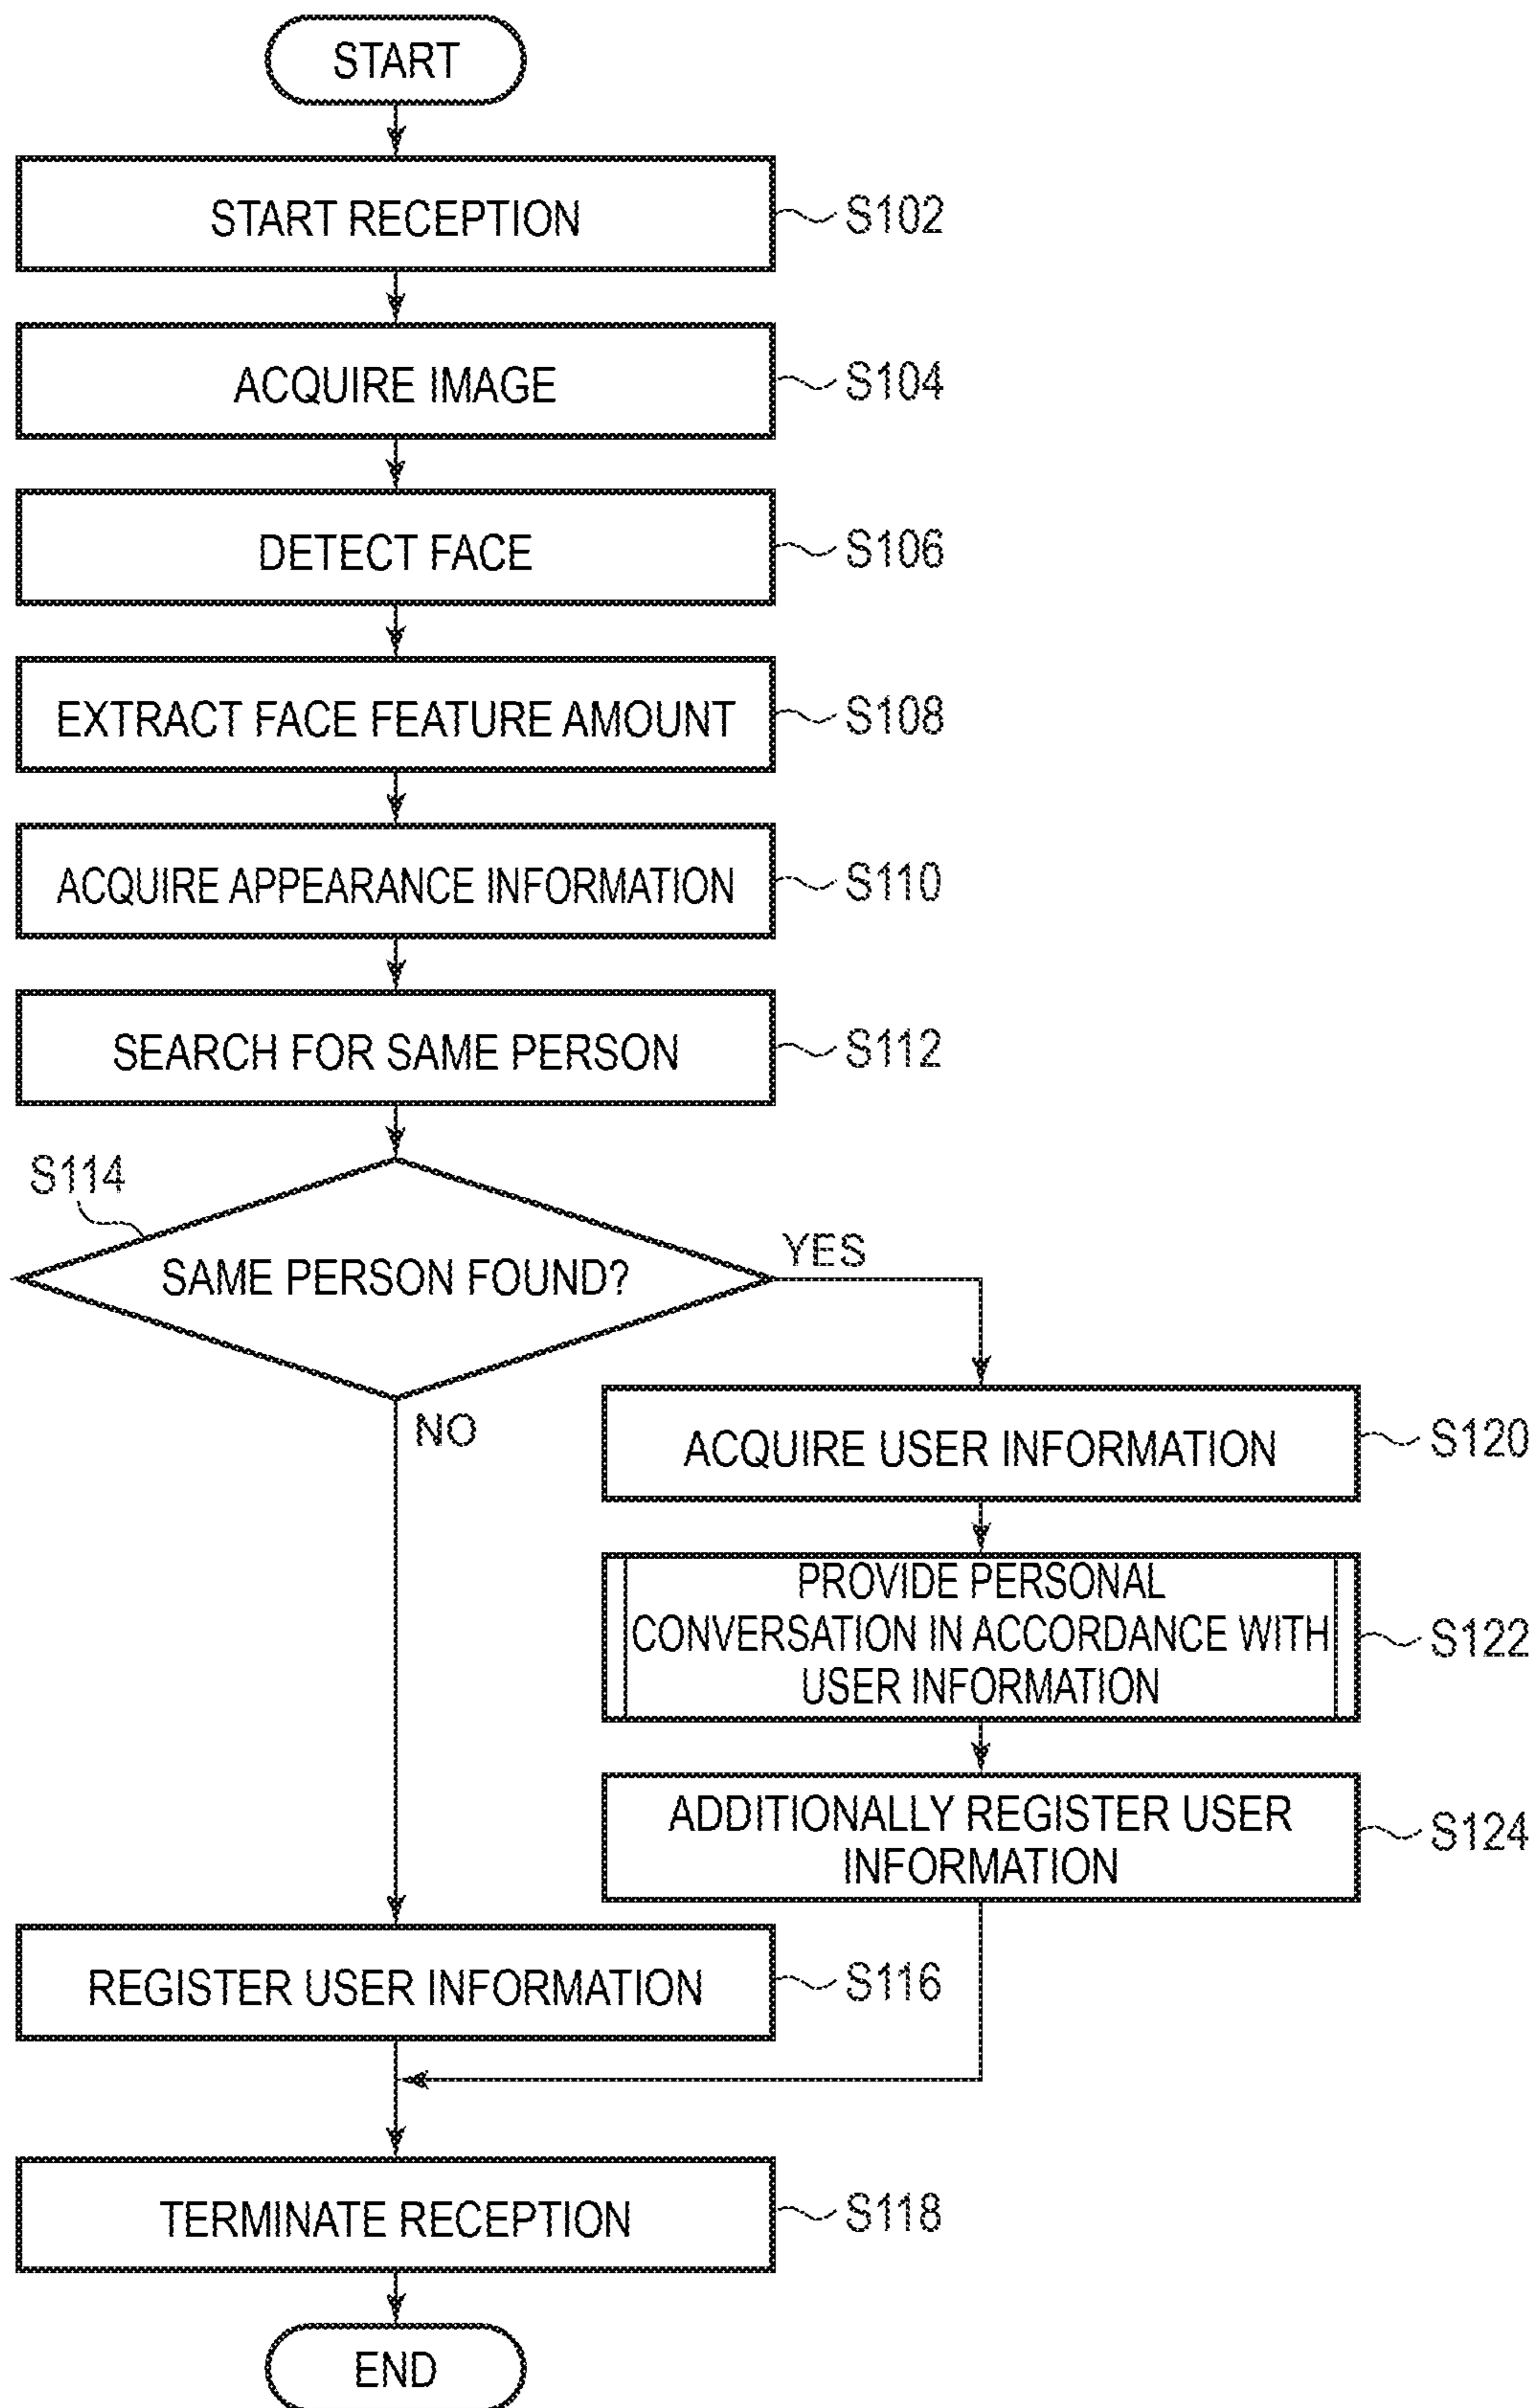 START
START RECEPTION
S102
ACQUIRE IMAGE
S104
DETECT FACE
S106
EXTRACT FACE FEATURE AMOUNT
S108
ACQUIRE APPEARANCE INFORMATION
S110
SEARCH FOR SAME PERSON
S112
S114
SAME PERSON FOUND?
YES
NO
ACQUIRE USER INFORMATION
S120
PROVIDE PERSONAL
CONVERSATION IN ACCORDANCE WITH
USER INFORMATION
S122
ADDITIONALLY REGISTER USER
INFORMATION
S124
REGISTER USER INFORMATION
S116
TERMINATE RECEPTION
S118
END